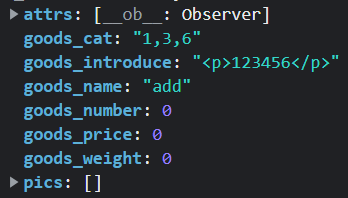 attrs: [__ob__: Observer]
goods_cat: "1,3,6"
goods_introduce: "<p>123456</p>"
goods_name: "add"
goods_number: 0
goods_price: 0
goods_weight: 0
pics: []